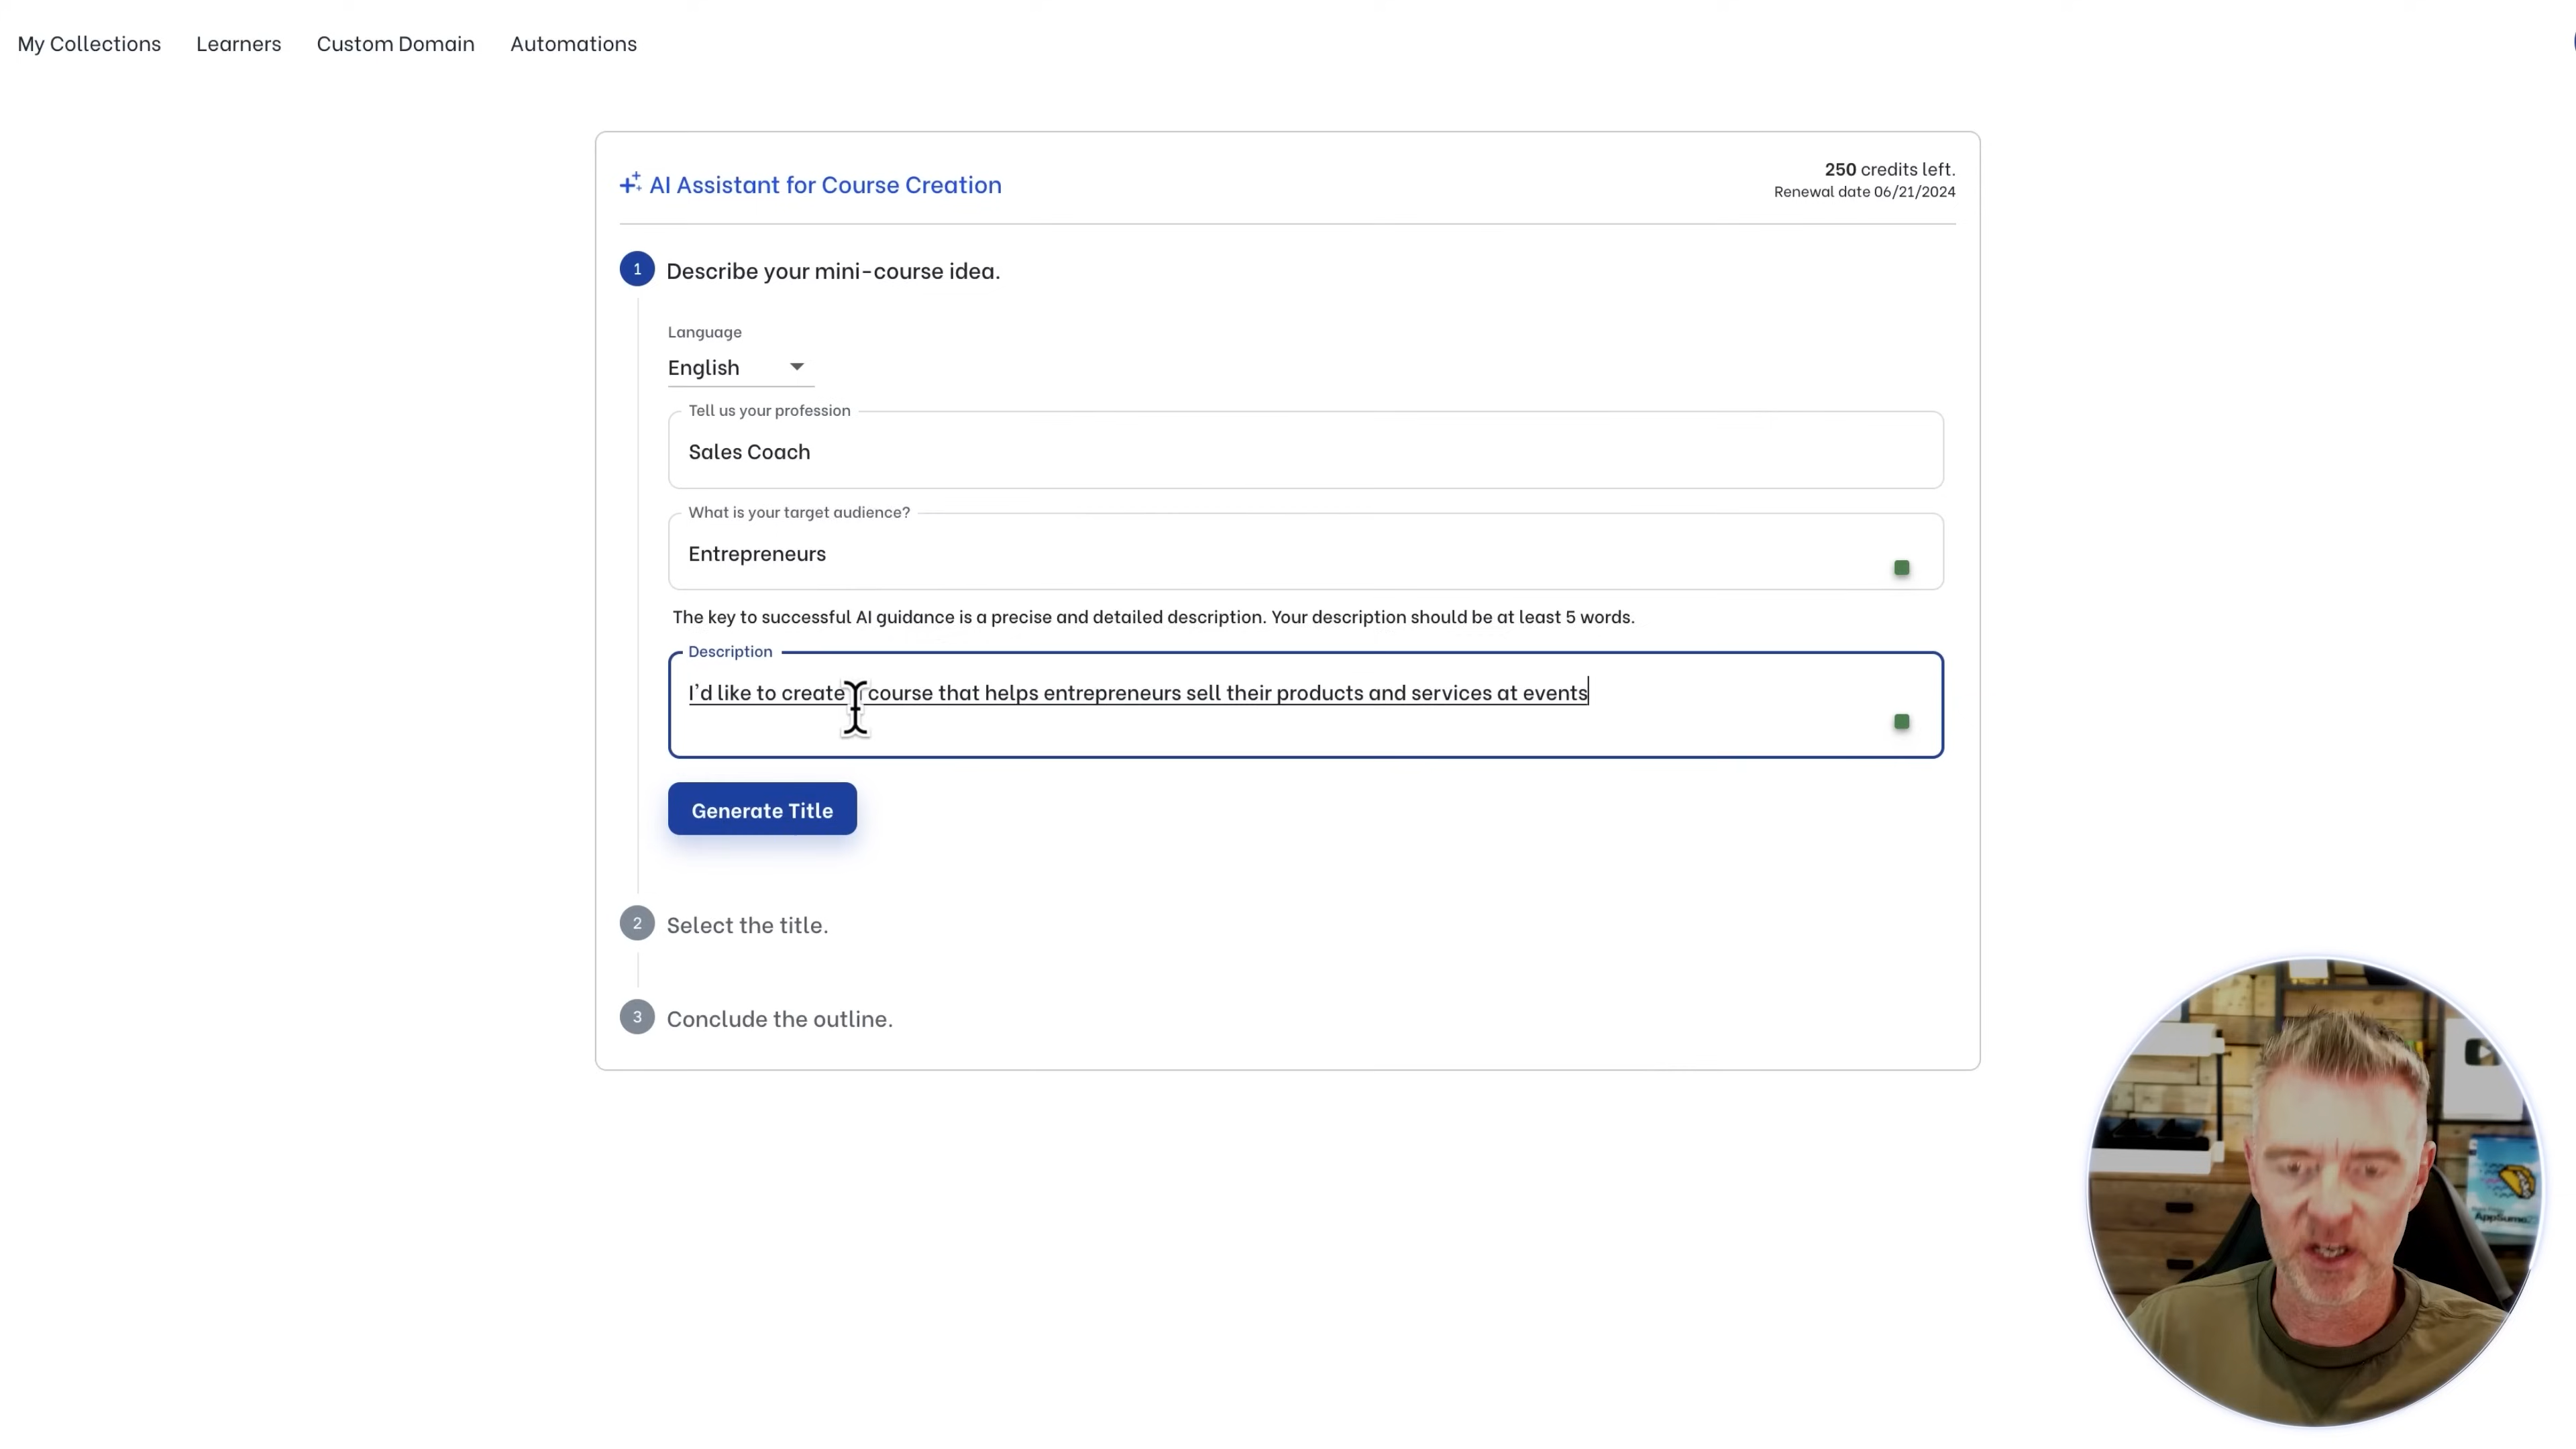 My Collections Learners Custom Domain Automations
AI Assistant for Course Creation
250 credits left.
Renewal date 06/21/2024
1 Describe your mini-course idea.
Language
English
Tell us your profession
Sales Coach
What is your target audience?
Entrepreneurs
The key to successful AI guidance is a precise and detailed description. Your description should be at least 5 words.
Description
I'd like to create course that helps entrepreneurs sell their products and services at events
Generate Title
2 Select the title.
3 Conclude the outline.
AppSumo